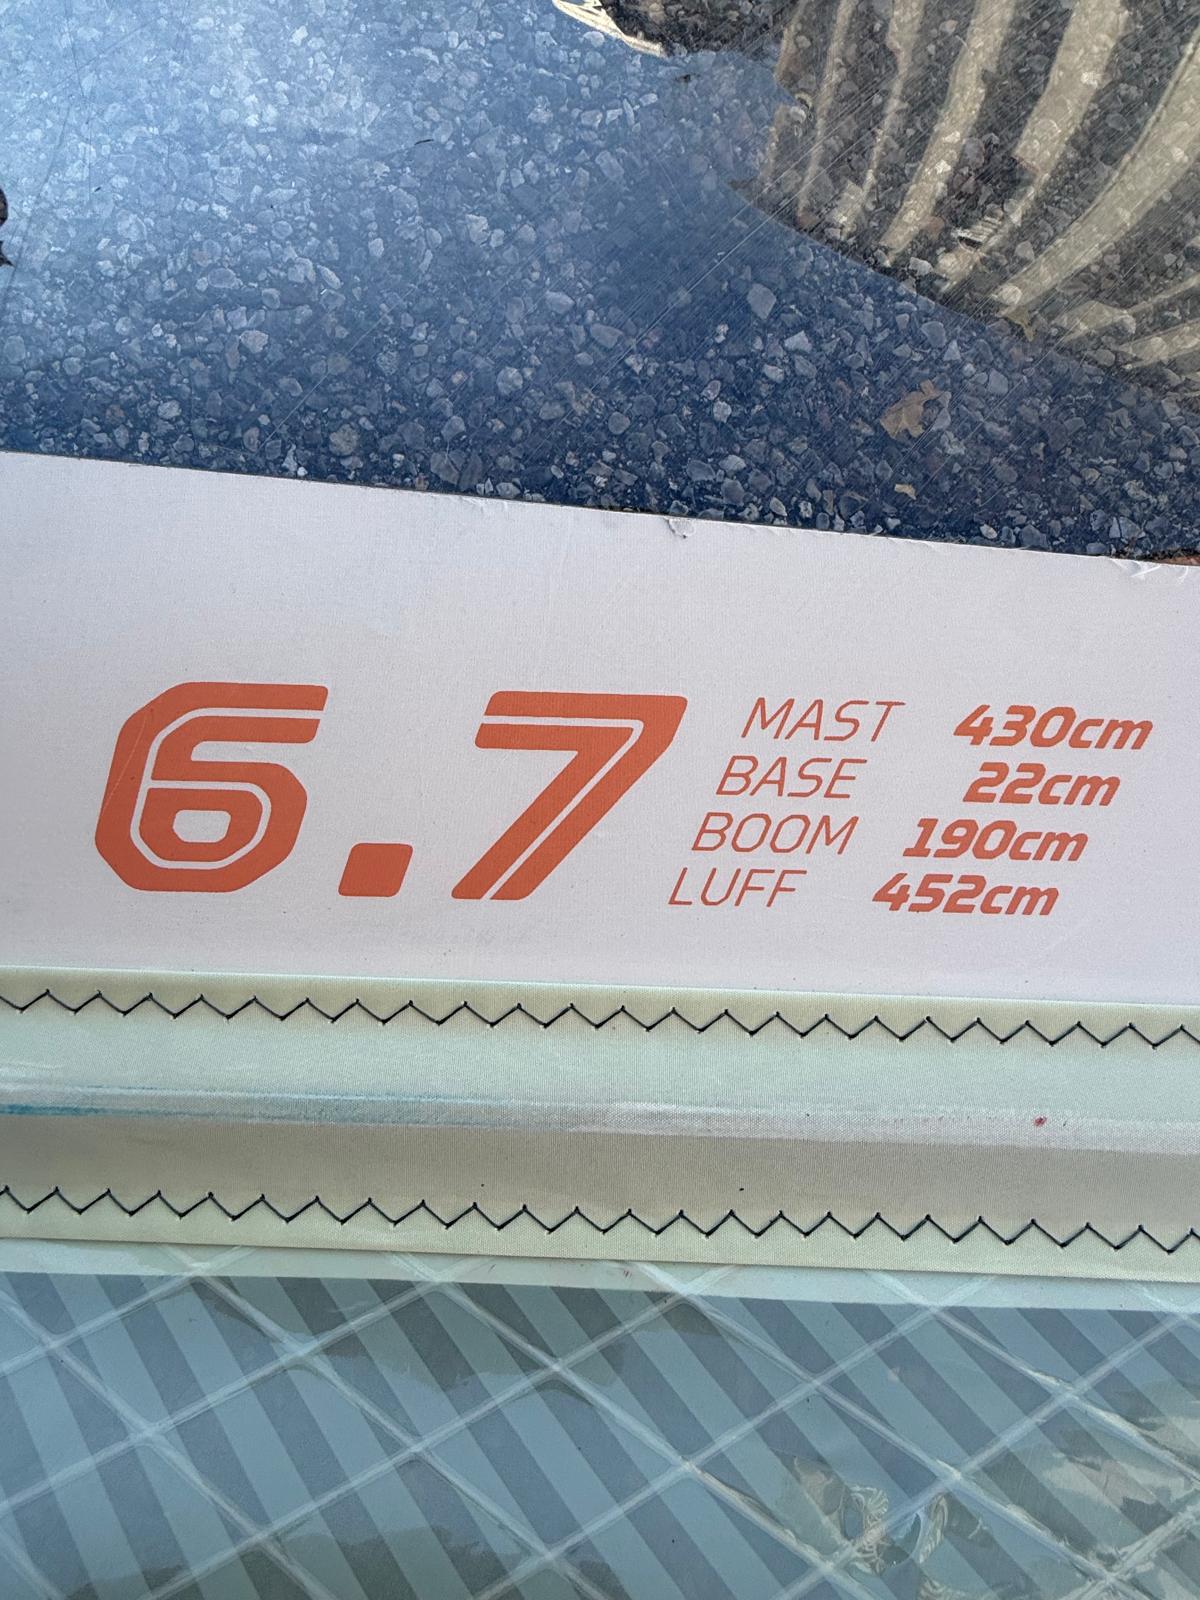 6.7
MAST 430cm
BASE 22cm
BOOM 190cm
LUFF 452cm